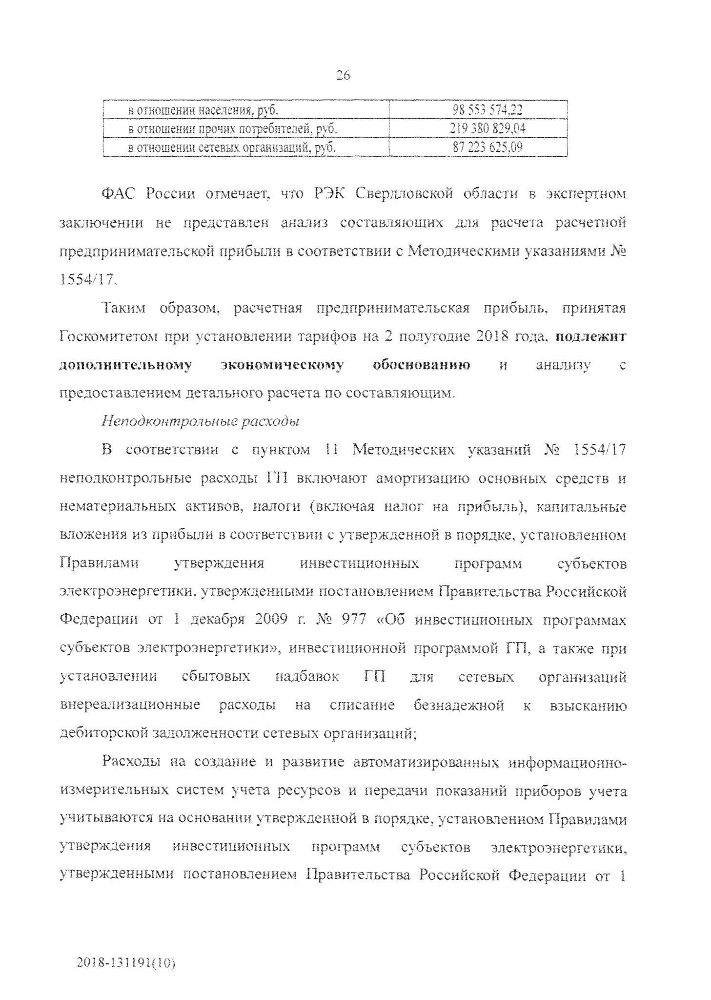 26
в отношении населения, руб. 98 553 574,22
в отношении прочих потребителей, руб. 219 380 829,04
в отношении сетевых организаций, руб. 87 223 625,09
ФАС России отмечает, что РЭК Свердловской области в экспертном
заключении не представлен анализ составляющих для расчета расчетной
предпринимательской прибыли в соответствии с Методическими указаниями №
1554/17.
Таким образом, расчетная предпринимательская прибыль, принятая
Госкомитетом при установлении тарифов на 2 полугодие 2018 года, подлежит
дополнительному экономическому обоснованию и анализу с
предоставлением детального расчета по составляющим.
Неподконтрольные расходы
В соответствии с пунктом 11 Методических указаний № 1554/17
неподконтрольные расходы ГП включают амортизацию основных средств и
нематериальных активов, налоги (включая налог на прибыль), капитальные
вложения из прибыли в соответствии с утвержденной в порядке, установленном
Правилами утверждения инвестиционных программ субъектов
электроэнергетики, утвержденными постановлением Правительства Российской
Федерации от 1 декабря 2009 г. № 977 «Об инвестиционных программах
субъектов электроэнергетики», инвестиционной программой ГП, а также при
установлении сбытовых надбавок ГП для сетевых организаций
внереализационные расходы на списание безнадежной к взысканию
дебиторской задолженности сетевых организаций;
Расходы на создание и развитие автоматизированных информационно-
измерительных систем учета ресурсов и передачи показаний приборов учета
учитываются на основании утвержденной в порядке, установленном Правилами
утверждения инвестиционных программ субъектов электроэнергетики,
утвержденными постановлением Правительства Российской Федерации от 1
2018-131191(10)